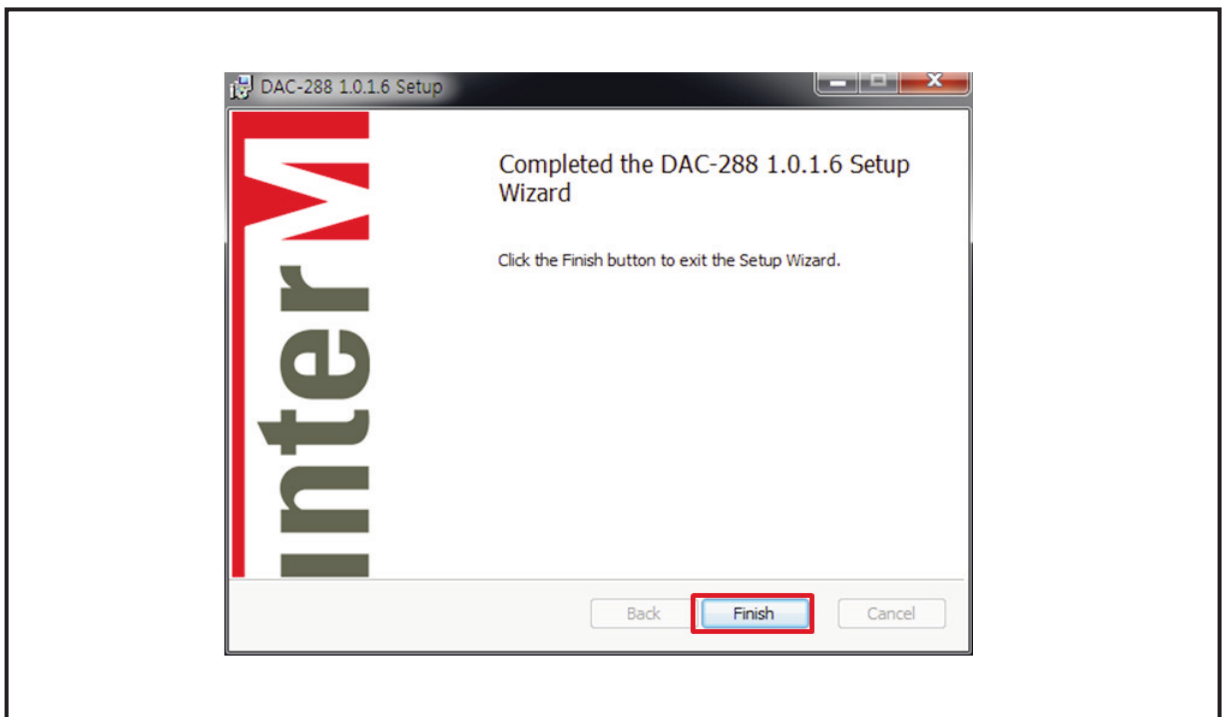 DAC-288 1.0.1.6 Setup
inter M
Completed the DAC-288 1.0.1.6 Setup
Wizard
Click the Finish button to exit the Setup Wizard.
Back
Finish
Cancel